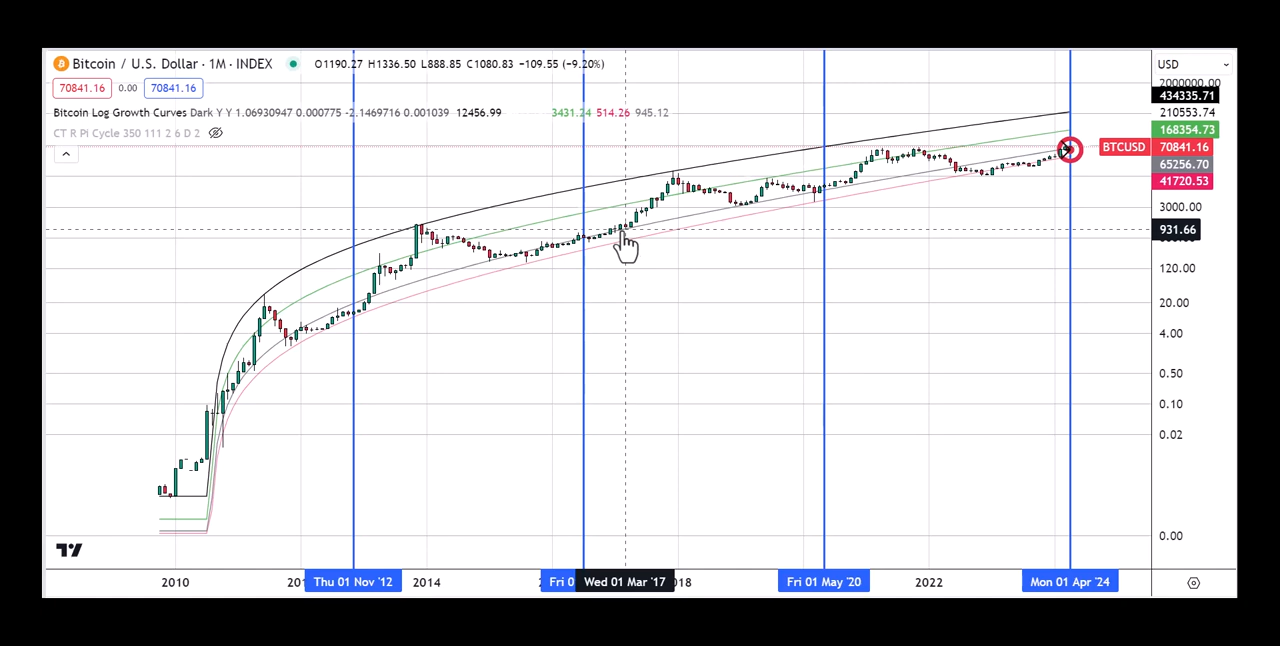 Bitcoin / U.S. Dollar · 1M · INDEX O1190.27 H1336.50 L888.85 C1080.83 −109.55 (−9.20%) USD
70841.16 0.00 70841.16
Bitcoin Log Growth Curves Dark Y Y 1.06930947 0.000775 -2.1469716 0.001039 12456.99 3431.24 514.26 945.12
CT R Pi Cycle 350 111 2 6 D 2
2000000.00
434335.71
210553.74
168354.73
BTCUSD 70841.16
65256.70
41720.53
3000.00
931.66
120.00
20.00
4.00
0.50
0.10
0.02
0.00
2010 Thu 01 Nov '12 2014 Fri 0 Wed 01 Mar '17 018 Fri 01 May '20 2022 Mon 01 Apr '24